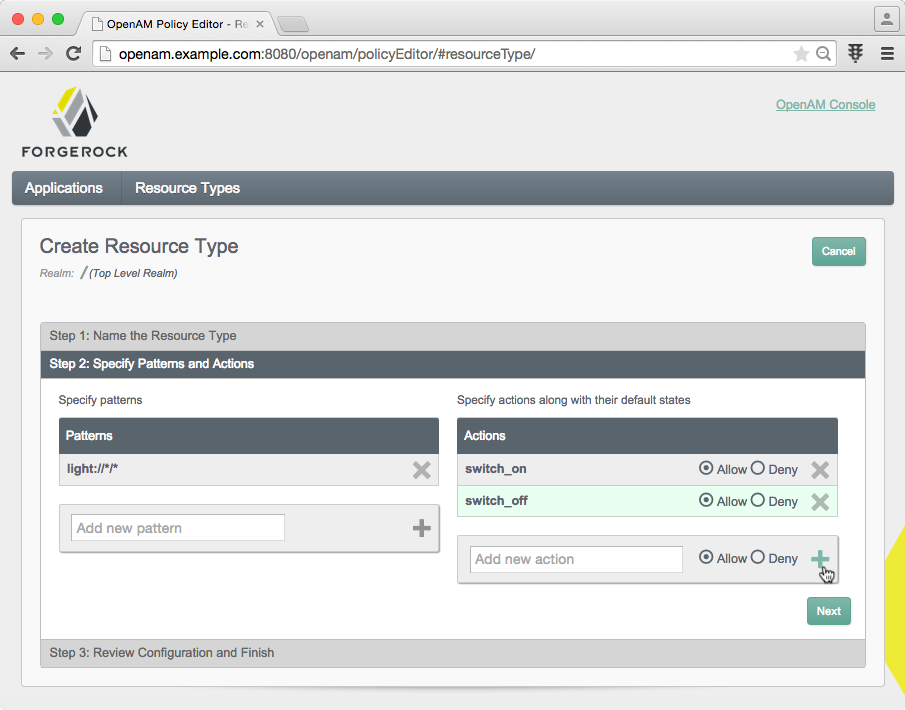 OpenAM Policy Editor - Re
openam.example.com:8080/openam/policyEditor/#resourceType/
OpenAM Console
FORGEROCK
Applications
Resource Types
Create Resource Type
Cancel
Realm: / (Top Level Realm)
Step 1: Name the Resource Type
Step 2: Specify Patterns and Actions
Specify patterns
Patterns
light://*/*
Add new pattern
Specify actions along with their default states
Actions
switch_on Allow Deny
switch_off Allow Deny
Add new action Allow Deny
Next
Step 3: Review Configuration and Finish